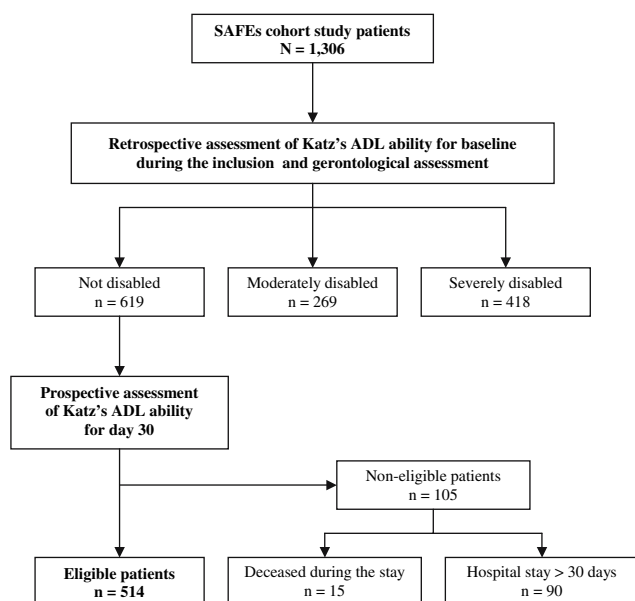 SAFEs cohort study patients
N = 1,306
Retrospective assessment of Katz's ADL ability for baseline
during the inclusion and gerontological assessment
Not disabled
n = 619
Moderately disabled
n = 269
Severely disabled
n = 418
Prospective assessment
of Katz's ADL ability
for day 30
Non-eligible patients
n = 105
Eligible patients
n = 514
Deceased during the stay
n = 15
Hospital stay > 30 days
n = 90